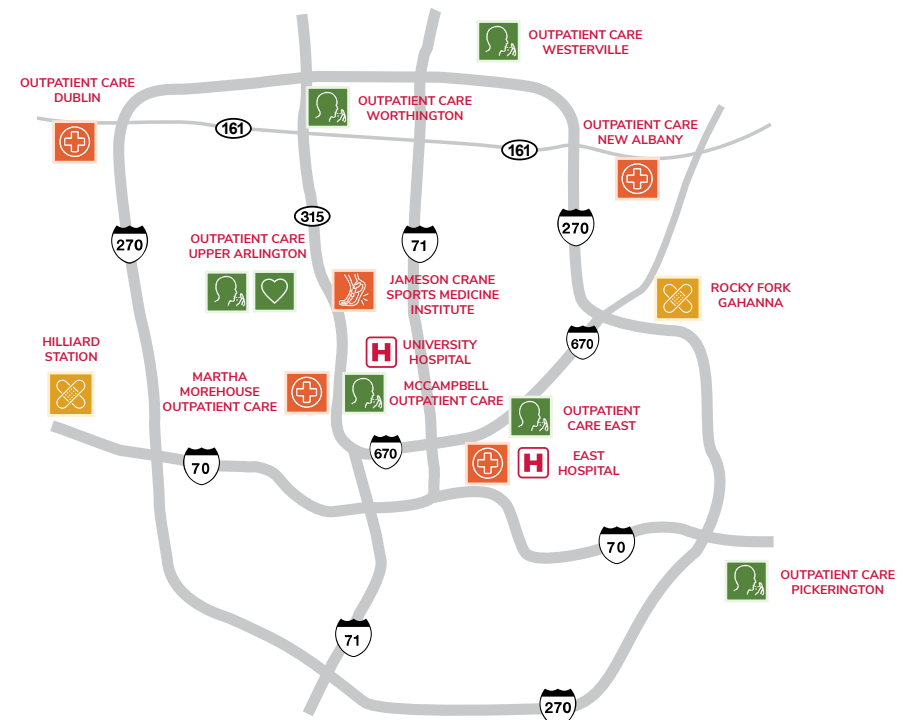 OUTPATIENT CARE
WESTERVILLE
OUTPATIENT CARE
DUBLIN
OUTPATIENT CARE
WORTHINGTON
161
161
OUTPATIENT CARE
NEW ALBANY
315
270
71
270
OUTPATIENT CARE
UPPER ARLINGTON
JAMESON CRANE
SPORTS MEDICINE
INSTITUTE
ROCKY FORK
GAHANNA
670
HILLIARD
STATION
H
UNIVERSITY
HOSPITAL
MARTHA
MOREHOUSE
OUTPATIENT CARE
MCCAMPBELL
OUTPATIENT CARE
OUTPATIENT
CARE EAST
670
70
H
EAST
HOSPITAL
70
OUTPATIENT CARE
PICKERINGTON
71
270